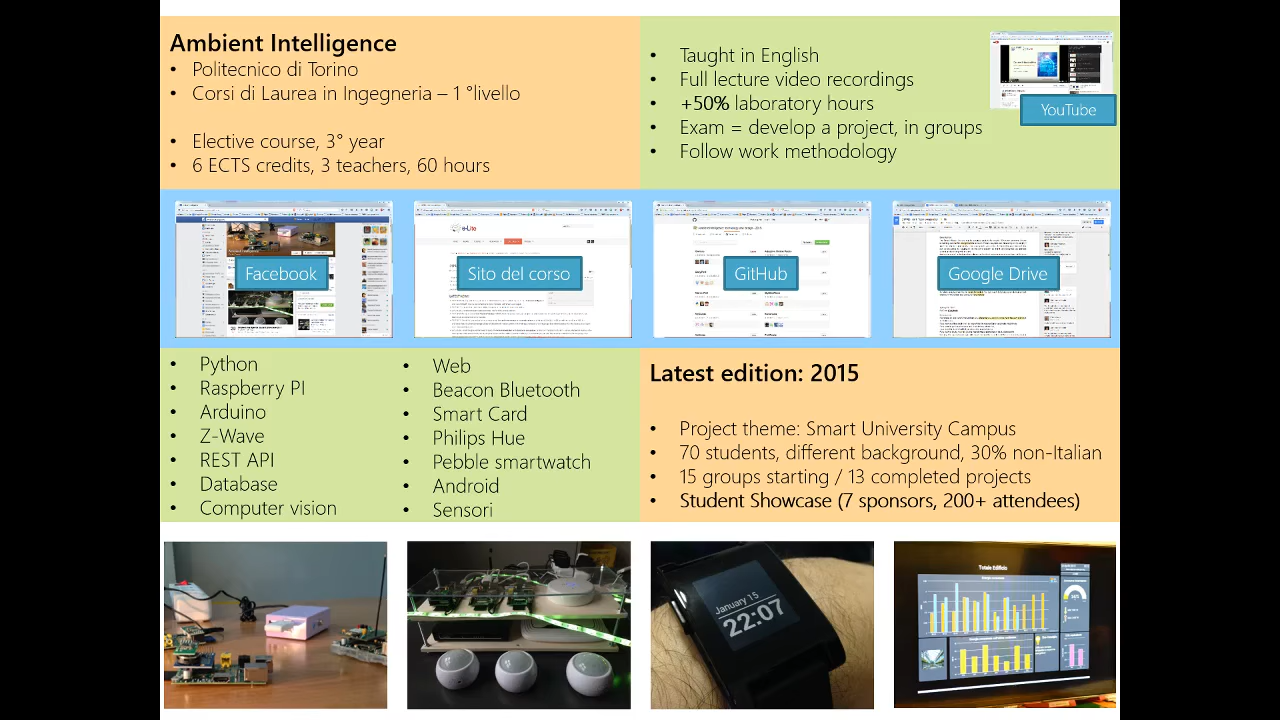 Ambient Intelligence
• Politecnico di Torino
• Corsi di Laurea in Ingegneria – 1° livello
• Elective course, 3° year
• 6 ECTS credits, 3 teachers, 60 hours
• Taught in English
• Full lecture video recordings
• +50% laboratory hours
• Exam = develop a project, in groups
• Follow work methodology
YouTube
Facebook
e-Lite
Sito del corso
GitHub
Google Drive
• Python
• Raspberry PI
• Arduino
• Z-Wave
• REST API
• Database
• Computer vision
• Web
• Beacon Bluetooth
• Smart Card
• Philips Hue
• Pebble smartwatch
• Android
• Sensori
Latest edition: 2015
• Project theme: Smart University Campus
• 70 students, different background, 30% non-Italian
• 15 groups starting / 13 completed projects
• Student Showcase (7 sponsors, 200+ attendees)
January 15
22:07
Totale Edificio